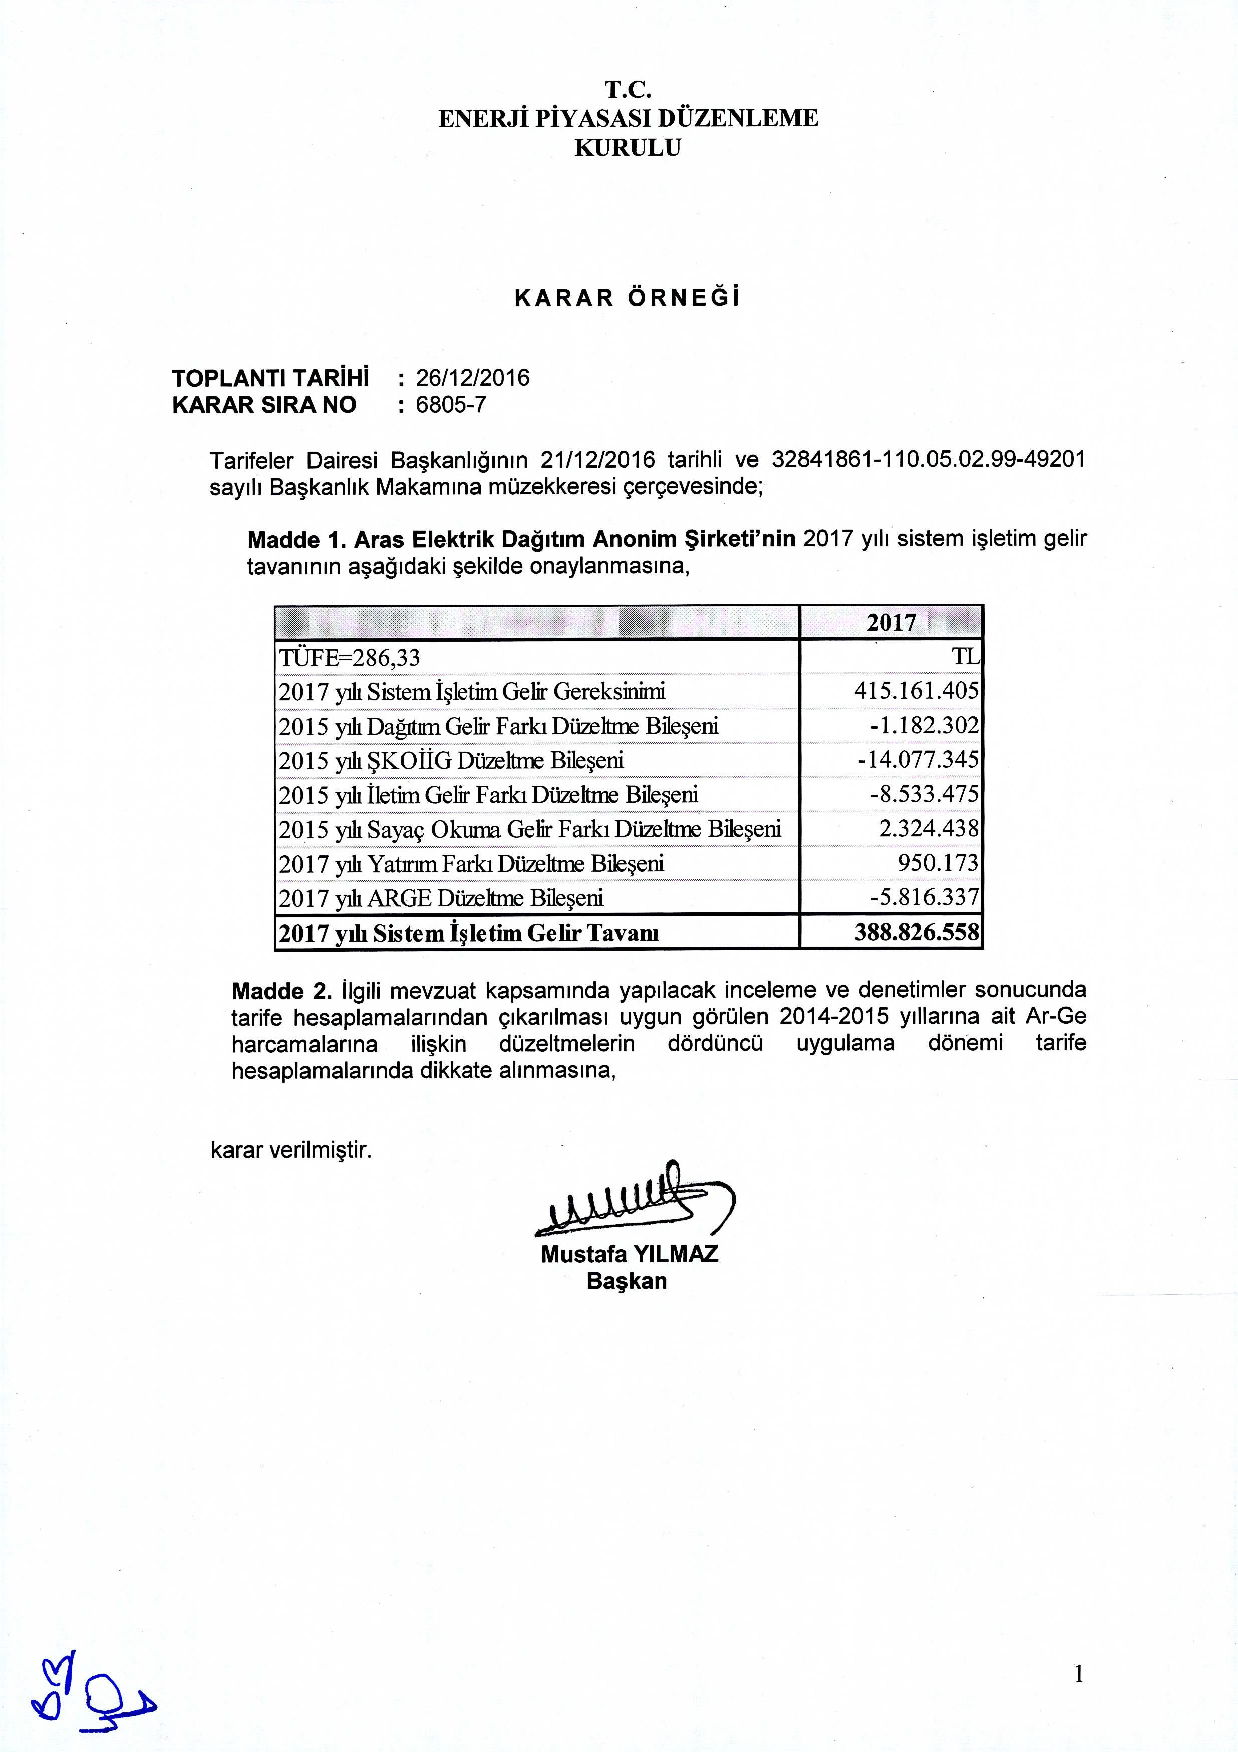 T.C.
ENERJİ PİYASASI DÜZENLEME
KURULU
KARAR ÖRNEĞİ
TOPLANTI TARİHİ : 26/12/2016
KARAR SIRA NO : 6805-7
Tarifeler Dairesi Başkanlığının 21/12/2016 tarihli ve 32841861-110.05.02.99-49201
sayılı Başkanlık Makamına müzekkeresi çerçevesinde;
Madde 1. Aras Elektrik Dağıtım Anonim Şirketi'nin 2017 yılı sistem işletim gelir
tavanının aşağıdaki şekilde onaylanmasına,
2017
TÜFE=286,33 TL
2017 yılı Sistem İşletim Gelir Gereksinimi 415.161.405
2015 yılı Dağıtım Gelir Farkı Düzeltme Bileşeni -1.182.302
2015 yılı ŞKOİİG Düzeltme Bileşeni -14.077.345
2015 yılı İletim Gelir Farkı Düzeltme Bileşeni -8.533.475
2015 yılı Sayaç Okuma Gelir Farkı Düzeltme Bileşeni 2.324.438
2017 yılı Yatırım Farkı Düzeltme Bileşeni 950.173
2017 yılı ARGE Düzeltme Bileşeni -5.816.337
2017 yılı Sistem İşletim Gelir Tavanı 388.826.558
Madde 2. İlgili mevzuat kapsamında yapılacak inceleme ve denetimler sonucunda
tarife hesaplamalarından çıkarılması uygun görülen 2014-2015 yıllarına ait Ar-Ge
harcamalarına ilişkin düzeltmelerin dördüncü uygulama dönemi tarife
hesaplamalarında dikkate alınmasına,
karar verilmiştir.
Mustafa YILMAZ
Başkan
1